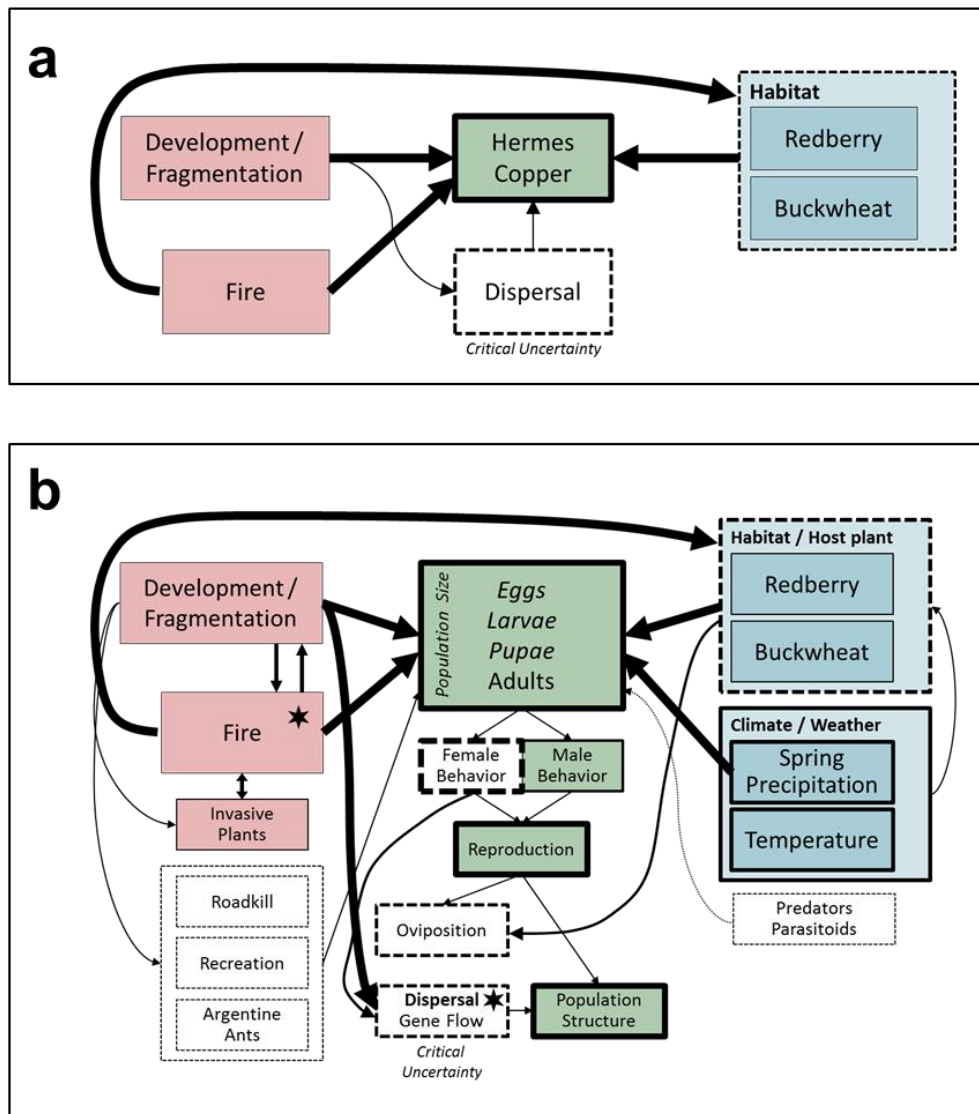 a
Development /
Fragmentation
Fire
Hermes
Copper
Dispersal
Critical Uncertainty
Habitat
Redberry
Buckwheat
b
Development /
Fragmentation
Fire
Invasive
Plants
Roadkill
Recreation
Argentine
Ants
Population Size
Eggs
Larvae
Pupae
Adults
Female
Behavior
Male
Behavior
Reproduction
Oviposition
Dispersal
Gene Flow
Critical
Uncertainty
Population
Structure
Habitat / Host plant
Redberry
Buckwheat
Climate / Weather
Spring
Precipitation
Temperature
Predators
Parasitoids